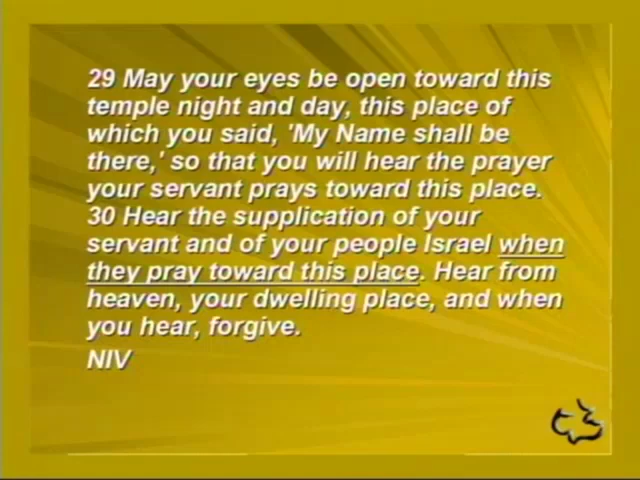 29 May your eyes be open toward this
temple night and day, this place of
which you said, 'My Name shall be
there,' so that you will hear the prayer
your servant prays toward this place.
30 Hear the supplication of your
servant and of your people Israel when
they pray toward this place. Hear from
heaven, your dwelling place, and when
you hear, forgive.
NIV